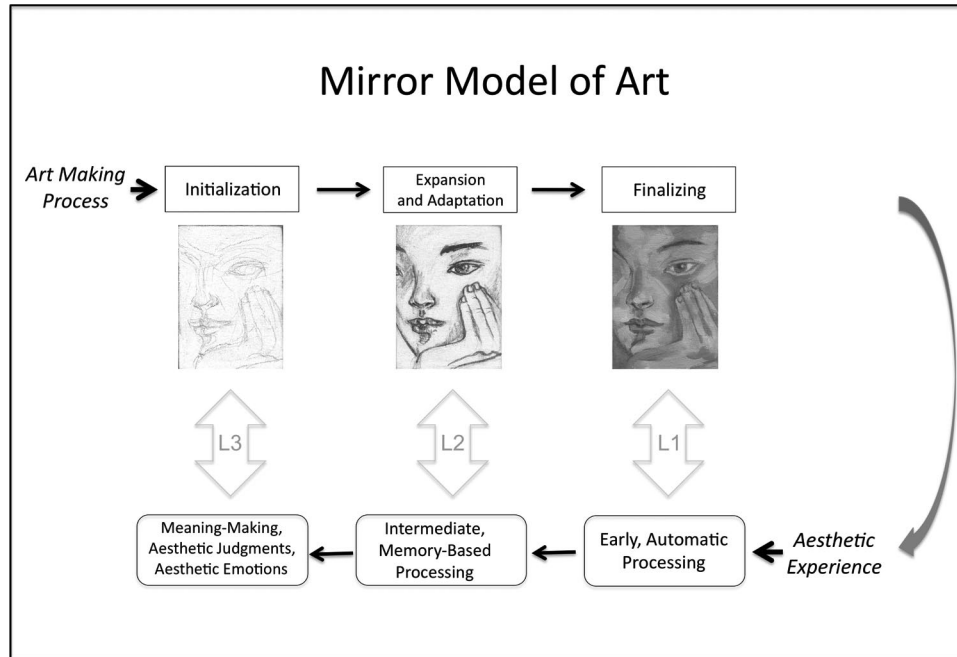 Mirror Model of Art
Art Making
Process
Initialization
Expansion
and Adaptation
Finalizing
L3
L2
L1
Meaning-Making,
Aesthetic Judgments,
Aesthetic Emotions
Intermediate,
Memory-Based
Processing
Early, Automatic
Processing
Aesthetic
Experience